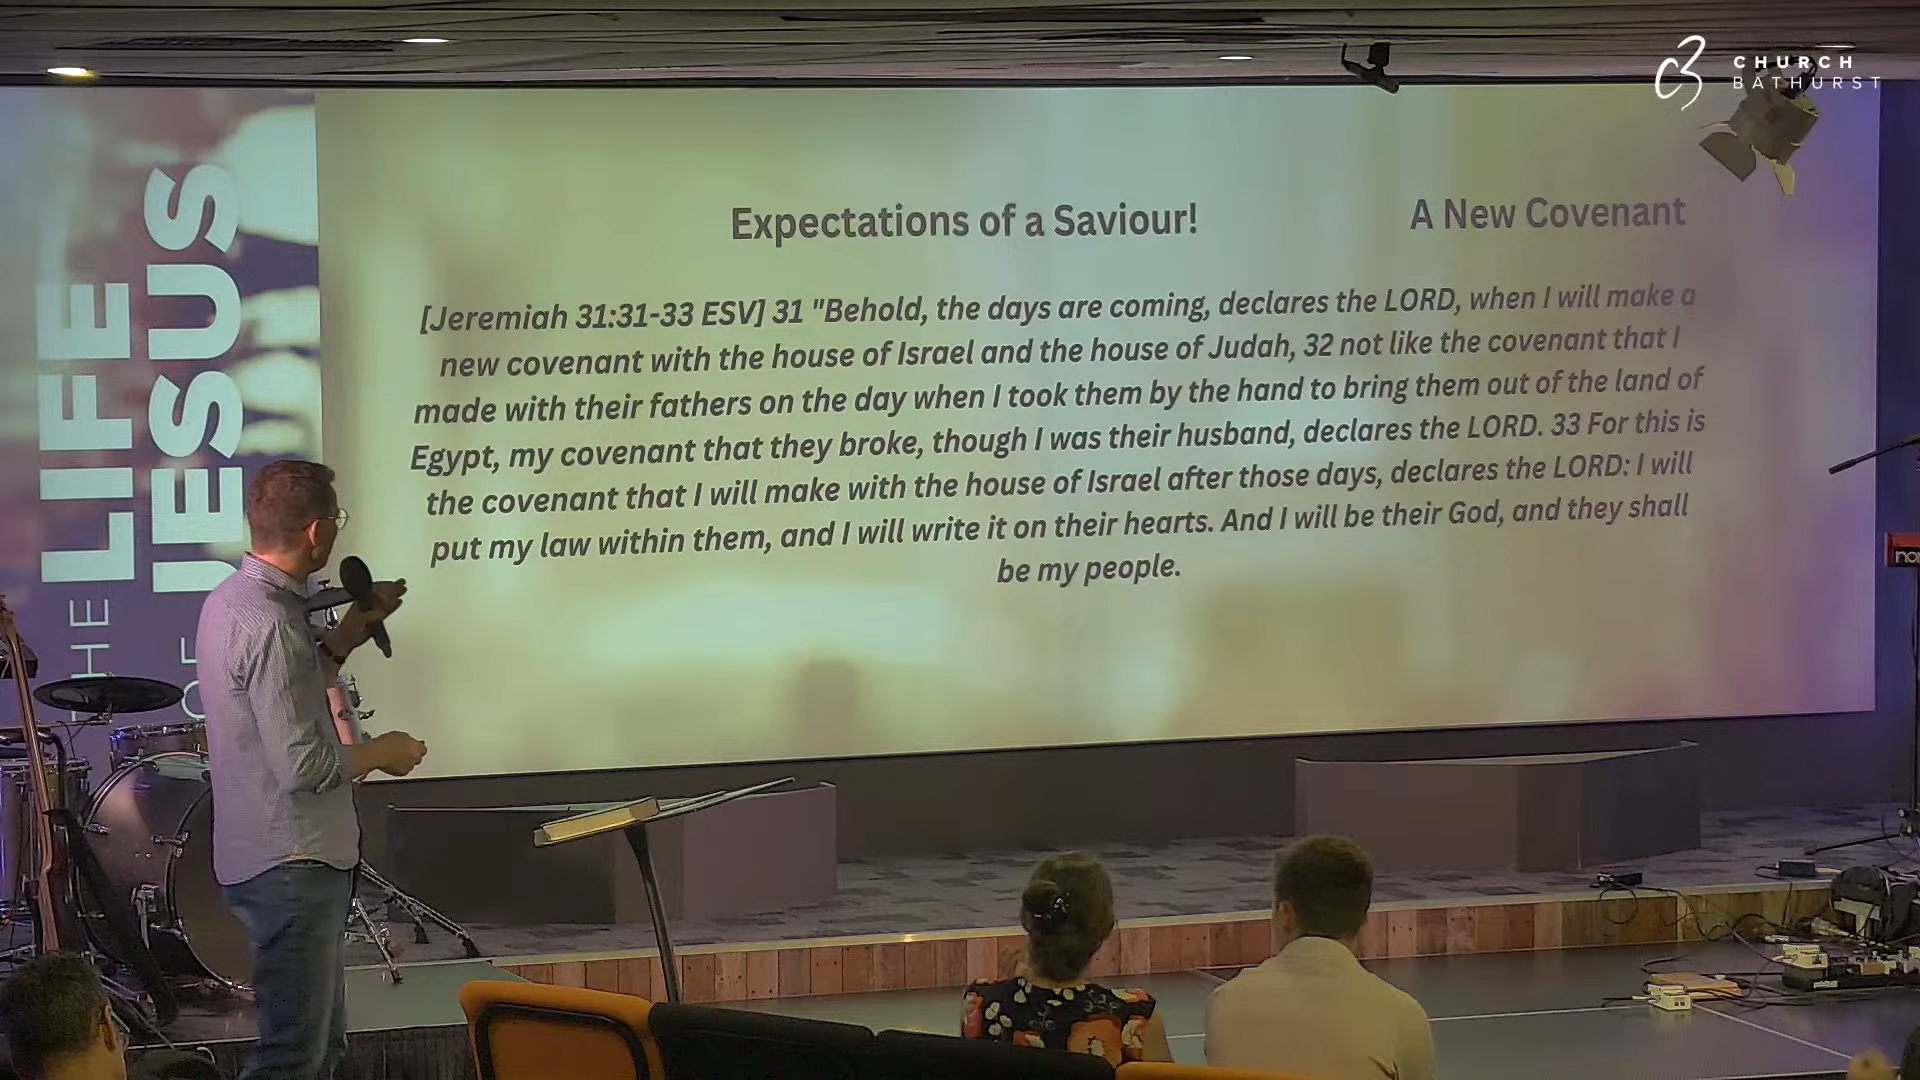 CHURCH
BATHURST
THE LIFE
OF JESUS
Expectations of a Saviour!
A New Covenant
[Jeremiah 31:31-33 ESV] 31 "Behold, the days are coming, declares the LORD, when I will make a
new covenant with the house of Israel and the house of Judah, 32 not like the covenant that I
made with their fathers on the day when I took them by the hand to bring them out of the land of
Egypt, my covenant that they broke, though I was their husband, declares the LORD. 33 For this is
the covenant that I will make with the house of Israel after those days, declares the LORD: I will
put my law within them, and I will write it on their hearts. And I will be their God, and they shall
be my people.